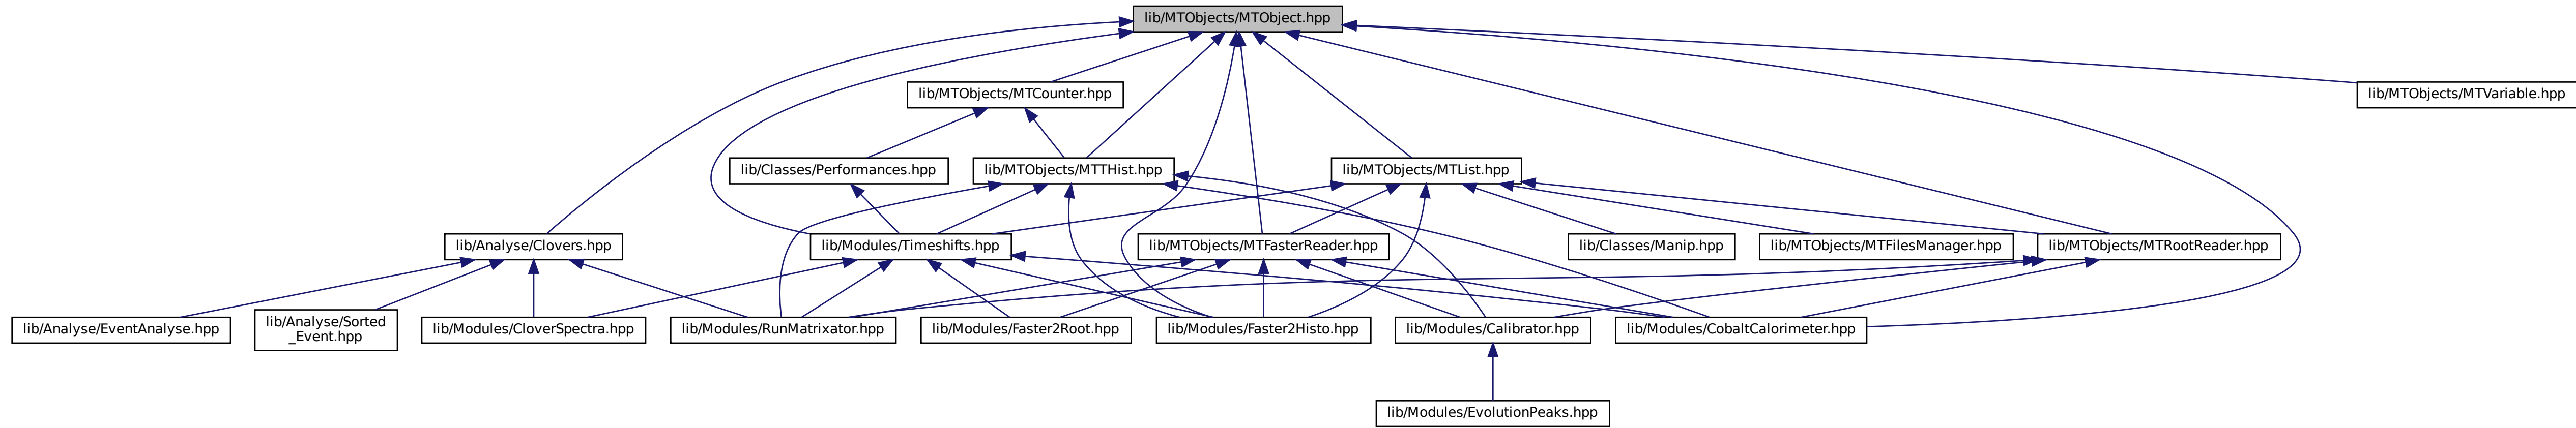 lib/MTObjects/MTObject.hpp
lib/MTObjects/MTCounter.hpp
lib/MTObjects/MTVariable.hpp
lib/Classes/Performances.hpp
lib/MTObjects/MTTHist.hpp
lib/MTObjects/MTList.hpp
lib/Analyse/Clovers.hpp
lib/Modules/Timeshifts.hpp
lib/MTObjects/MTFasterReader.hpp
lib/Classes/Manip.hpp
lib/MTObjects/MTFilesManager.hpp
lib/MTObjects/MTRootReader.hpp
lib/Analyse/EventAnalyse.hpp
lib/Analyse/Sorted
_Event.hpp
lib/Modules/CloverSpectra.hpp
lib/Modules/RunMatrixator.hpp
lib/Modules/Faster2Root.hpp
lib/Modules/Faster2Histo.hpp
lib/Modules/Calibrator.hpp
lib/Modules/CobaltCalorimeter.hpp
lib/Modules/EvolutionPeaks.hpp